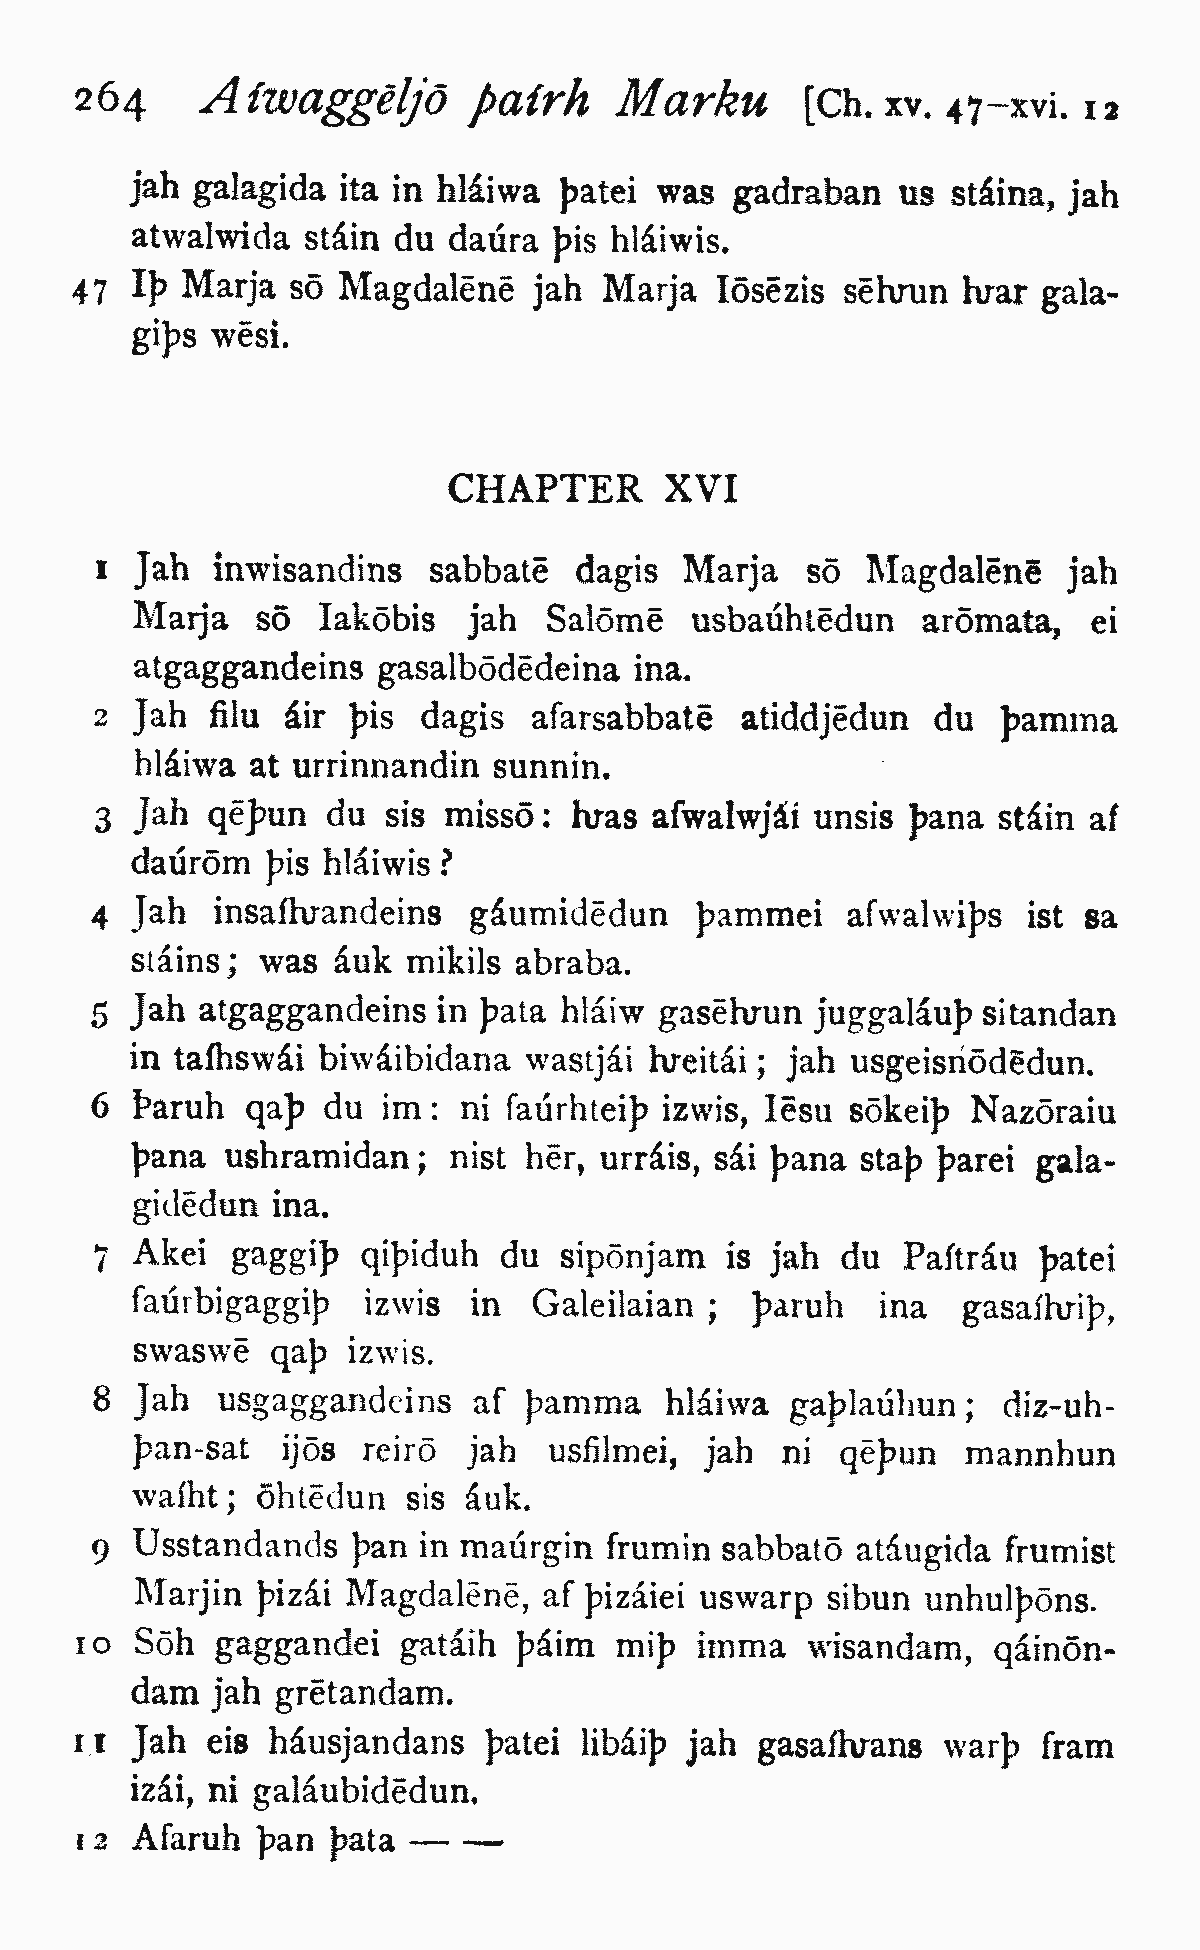 264 Aíwaggēljō þaírh Marku [Ch. xv. 47–xvi. 12
jah galagida ita in hláiwa þatei was gadraban us stáina, jah
atwalwida stáin du daúra þis hláiwis.
47 Iþ Marja sō Magdalēnē jah Marja Iōsēzis sēƕun ƕar gala-
giþs wēsi.
CHAPTER XVI
1 Jah inwisandins sabbatē dagis Marja sō Magdalēnē jah
Marja sō Iakōbis jah Salōmē usbaúhtēdun arōmata, ei
atgaggandeins gasalbōdēdeina ina.
2 Jah filu áir þis dagis afarsabbatē atiddjēdun du þamma
hláiwa at urrinnandin sunnin.
3 Jah qēþun du sis missō: ƕas afwalwjái unsis þana stáin af
daúrōm þis hláiwis?
4 Jah insaíƕandeins gáumidēdun þammei afwalwiþs ist sa
stáins; was áuk mikils abraba.
5 Jah atgaggandeins in þata hláiw gasēƕun juggaláuþ sitandan
in taíhswái biwáibidana wastjái ƕeitái; jah usgeisnōdēdun.
6 Þaruh qaþ du im: ni faúrhteiþ izwis, Iēsu sōkeiþ Nazōraiu
þana ushramidan; nist hēr, urráis, sái þana staþ þarei gala-
gidēdun ina.
7 Akei gaggiþ qiþiduh du sipōnjam is jah du Paítráu þatei
faúrbigaggiþ izwis in Galeilaian; þaruh ina gasaíƕiþ,
swaswē qaþ izwis.
8 Jah usgaggandeins af þamma hláiwa gaþlaúhun; diz-uh-
þan-sat ijōs reirō jah usfilmei, jah ni qēþun mannhun
waíht; ōhtēdun sis áuk.
9 Usstandands þan in maúrgin frumin sabbatō atáugida frumist
Marjin þizái Magdalēnē, af þizáiei uswarp sibun unhulþōns.
10 Sōh gaggandei gatáih þáim miþ imma wisandam, qáinōn-
dam jah grētandam.
11 Jah eis háusjandans þatei libáiþ jah gasaíƕans warþ fram
izái, ni galáubidēdun.
12 Afaruh þan þata — —